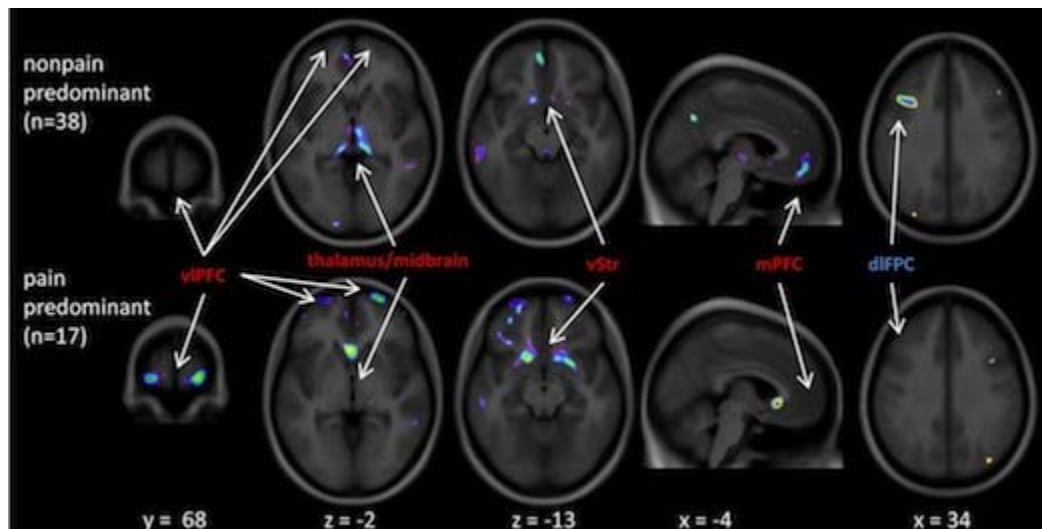 nonpain
predominant
(n=38)
vlPFC
thalamus/midbrain
vStr
mPFC
dlFPC
pain
predominant
(n=17)
y = 68
z = -2
z = -13
x = -4
x = 34